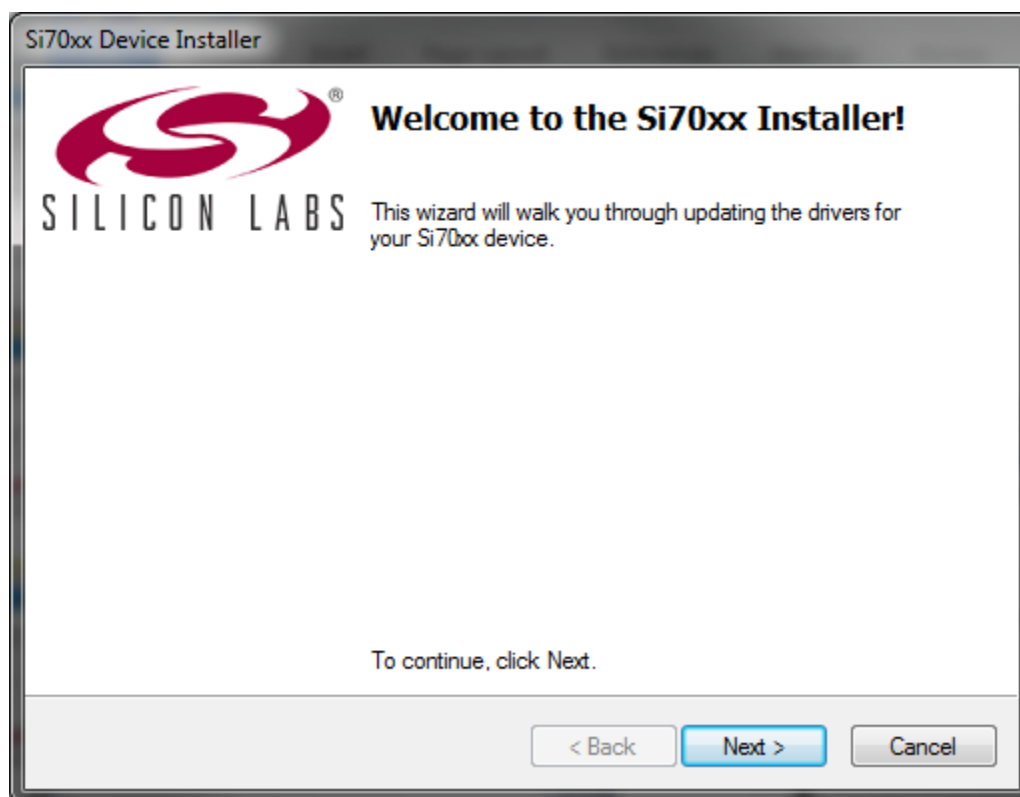 Si70xx Device Installer
®
SILICON LABS
Welcome to the Si70xx Installer!
This wizard will walk you through updating the drivers for
your Si70xx device.
To continue, click Next.
< Back
Next >
Cancel